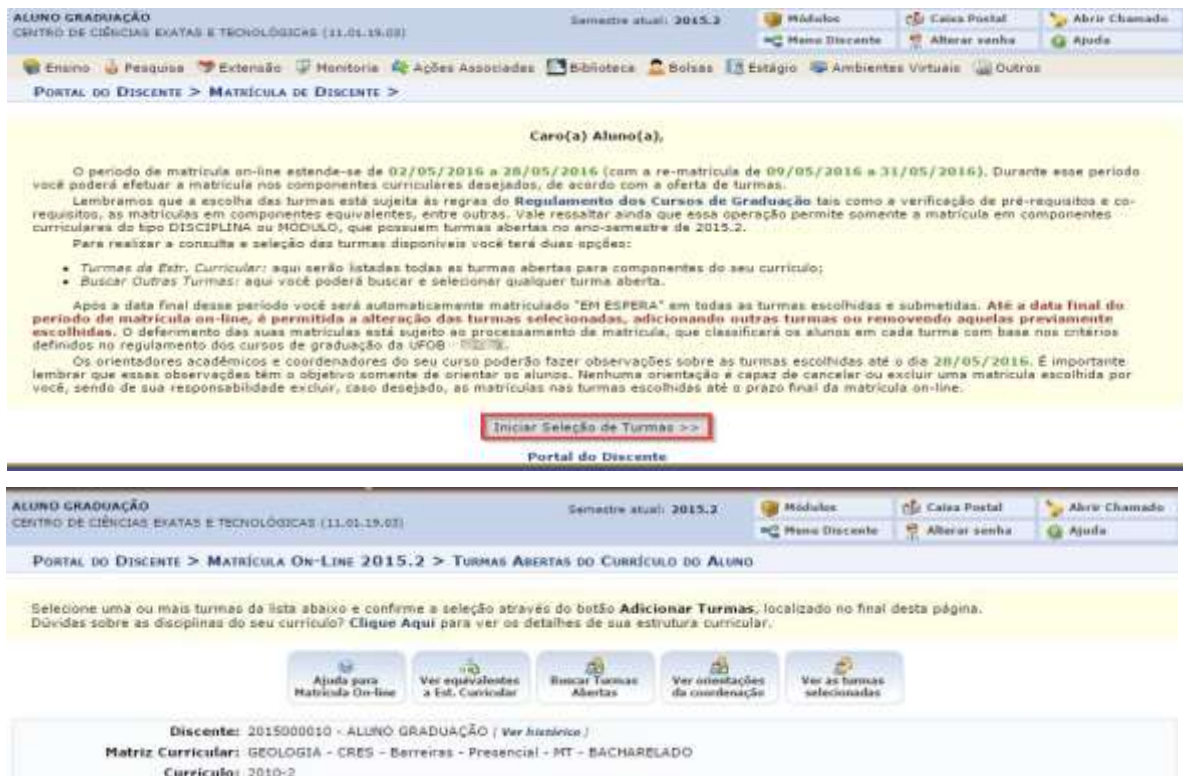 ALUNO GRADUAÇÃO
CENTRO DE CIÊNCIAS EXATAS E TECNOLÓGICAS (11.01.19.03)
Semestre atual: 2015.2
Módulos
Caixa Postal
Abrir Chamado
Menu Discente
Alterar senha
Ajuda
Ensino Pesquisa Extensão Monitoria Ações Associadas Biblioteca Bolsas Estágio Ambientes Virtuais Outros
PORTAL DO DISCENTE > MATRÍCULA DE DISCENTE >
Caro(a) Aluno(a),
O período de matrícula on-line estende-se de 02/05/2016 a 28/05/2016 (com a re-matrícula de 09/05/2016 a 31/05/2016). Durante esse período
você poderá efetuar a matrícula nos componentes curriculares desejados, de acordo com a oferta de turmas.
Lembramos que a escolha das turmas está sujeita às regras do Regulamento dos Cursos de Graduação tais como a verificação de pré-requisitos e co-
requisitos, as matrículas em componentes equivalentes, entre outras. Vale ressaltar ainda que essa operação permite somente a matrícula em componentes
curriculares do tipo DISCIPLINA ou MÓDULO, que possuem turmas abertas no ano-semestre de 2015.2.
Para realizar a consulta e seleção das turmas disponíveis você terá duas opções:
• Turmas da Estr. Curricular: aqui serão listadas todas as turmas abertas para componentes do seu currículo;
• Buscar Outras Turmas: aqui você poderá buscar e selecionar qualquer turma aberta.
Após a data final desse período você será automaticamente matriculado "EM ESPERA" em todas as turmas escolhidas e submetidas. Até a data final do
período de matrícula on-line, é permitida a alteração das turmas selecionadas, adicionando outras turmas ou removendo aquelas previamente
escolhidas. O deferimento das suas matrículas está sujeito ao processamento de matrícula, que classificará os alunos em cada turma com base nos critérios
definidos no regulamento dos cursos de graduação da UFOB -
Os orientadores acadêmicos e coordenadores do seu curso poderão fazer observações sobre as turmas escolhidas até o dia 28/05/2016. É importante
lembrar que essas observações têm o objetivo somente de orientar os alunos. Nenhuma orientação é capaz de cancelar ou excluir uma matrícula escolhida por
você, sendo de sua responsabilidade excluir, caso desejado, as matrículas nas turmas escolhidas até o prazo final da matrícula on-line.
Iniciar Seleção de Turmas >>
Portal do Discente
ALUNO GRADUAÇÃO
CENTRO DE CIÊNCIAS EXATAS E TECNOLÓGICAS (11.01.19.03)
Semestre atual: 2015.2
Módulos
Caixa Postal
Abrir Chamado
Menu Discente
Alterar senha
Ajuda
PORTAL DO DISCENTE > MATRÍCULA ON-LINE 2015.2 > TURMAS ABERTAS DO CURRÍCULO DO ALUNO
Selecione uma ou mais turmas da lista abaixo e confirme a seleção através do botão Adicionar Turmas, localizado no final desta página.
Dúvidas sobre as disciplinas do seu currículo? Clique Aqui para ver os detalhes de sua estrutura curricular.
Ajuda para Matrícula On-line
Ver equivalentes a Est. Curricular
Buscar Turmas Abertas
Ver orientações da coordenação
Ver as turmas selecionadas
Discente: 2015000010 - ALUNO GRADUAÇÃO ( Ver histórico )
Matriz Curricular: GEOLOGIA - CRES - Barreiras - Presencial - MT - BACHARELADO
Currículo: 2010-2